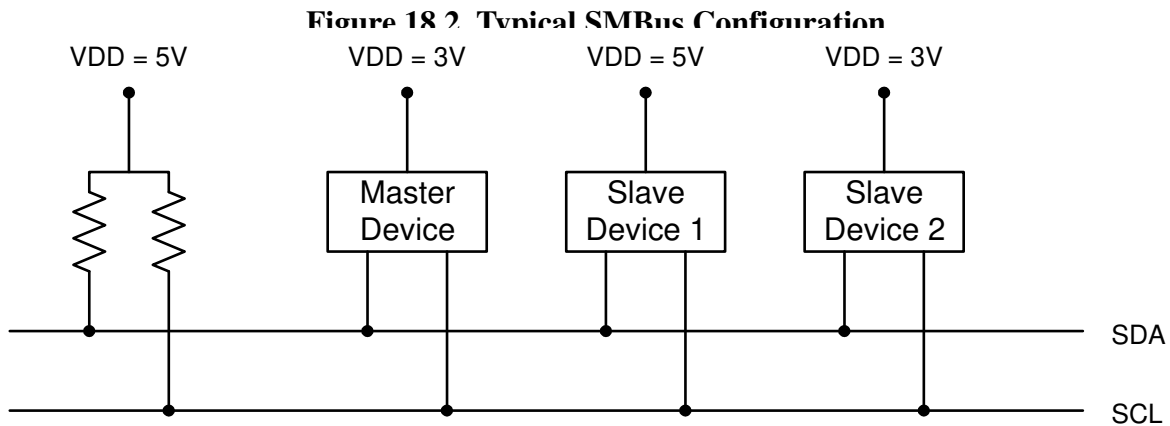 Figure 18.2. Typical SMBus Configuration
VDD = 5V VDD = 3V VDD = 5V VDD = 3V
Master Device
Slave Device 1
Slave Device 2
SDA
SCL